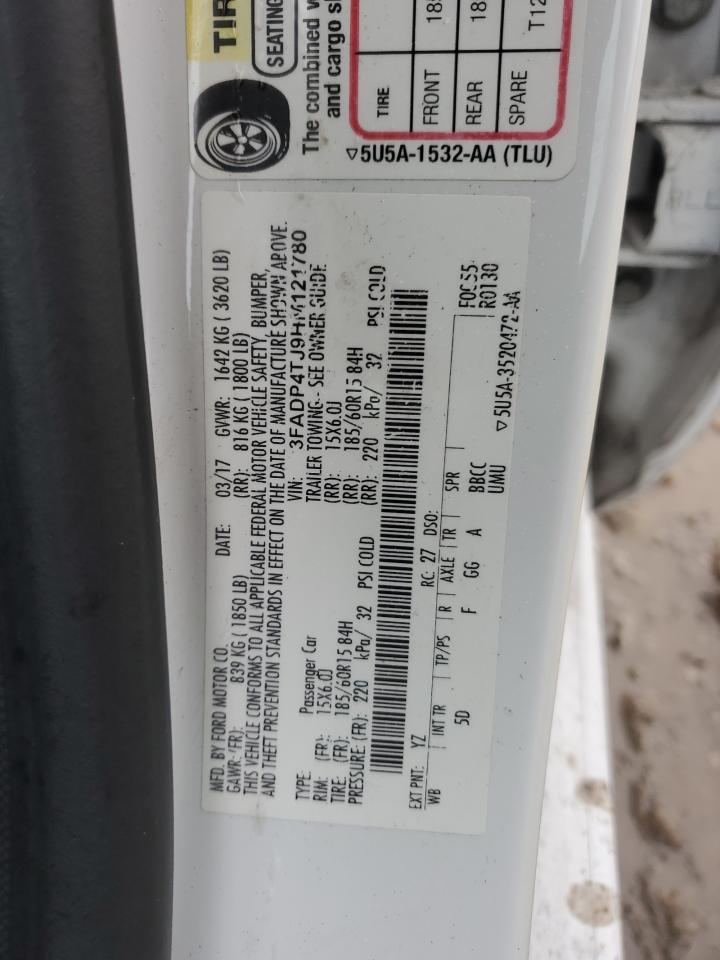 TIR
SEATING
The combined w
and cargo s
TIRE
FRONT 18
REAR 18
SPARE T12
▽5U5A-1532-AA (TLU)
MFD. BY FORD MOTOR CO. DATE: 03/17 GVWR: 1642 KG ( 3620 LB)
GAWR: (FR): 839 KG ( 1850 LB) (RR): 816 KG ( 1800 LB)
THIS VEHICLE CONFORMS TO ALL APPLICABLE FEDERAL MOTOR VEHICLE SAFETY, BUMPER,
AND THEFT PREVENTION STANDARDS IN EFFECT ON THE DATE OF MANUFACTURE SHOWN ABOVE.
VIN: 3FADP4TJ9HM121780
TYPE: Passenger Car TRAILER TOWING - SEE OWNER GUIDE
RIM: (FR): 15X6.0J (RR): 15X6.0J
TIRE: (FR): 185/60R15 84H (RR): 185/60R15 84H
PRESSURE: (FR): 220 kPa/ 32 PSI COLD (RR): 220 kPa/ 32 PSI COLD
EXT PNT: YZ RC: 27 DSO: F0C55
WB INT TR TP/PS R AXLE TR SPR R0130
5D F GG A BBCC
UMU ▽5U5A-3520472-AA